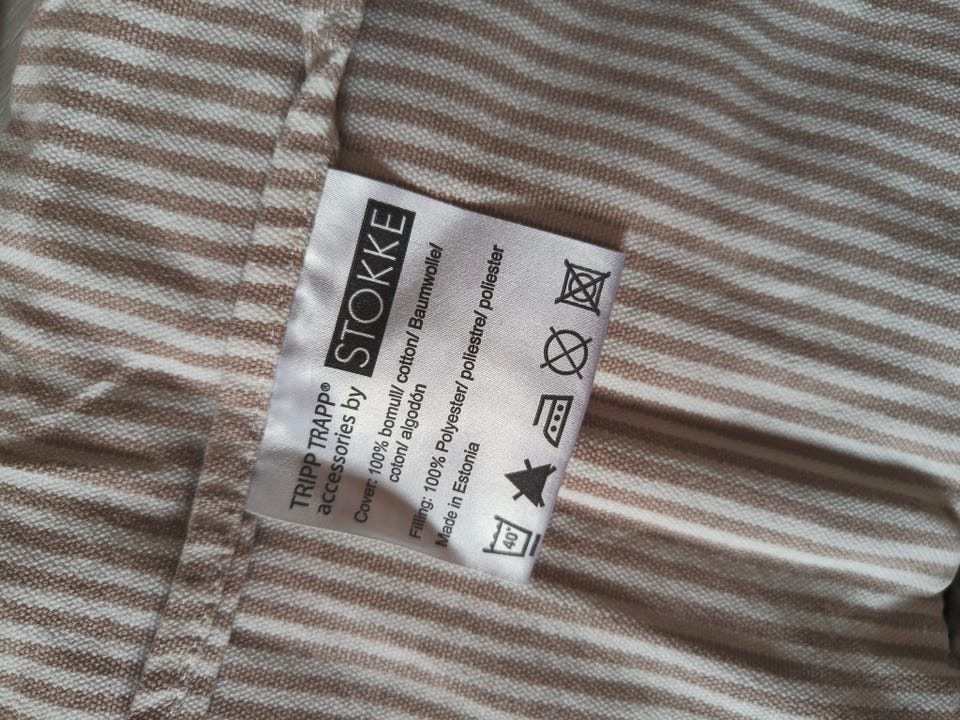 TRIPP TRAPP®
accessories by STOKKE
Cover: 100% bomull/ cotton/ Baumwolle/
coton/ algodón
Filling: 100% Polyester/ poliestre/ poliester
Made in Estonia
40°